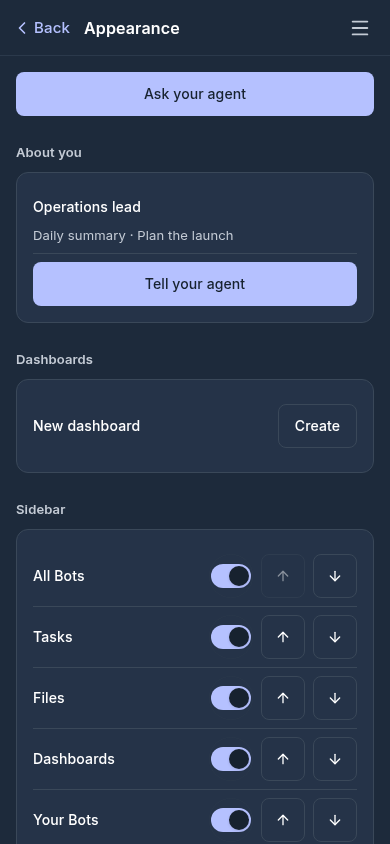 Back
Appearance
Ask your agent
About you
Operations lead
Daily summary · Plan the launch
Tell your agent
Dashboards
New dashboard
Create
Sidebar
All Bots
Tasks
Files
Dashboards
Your Bots